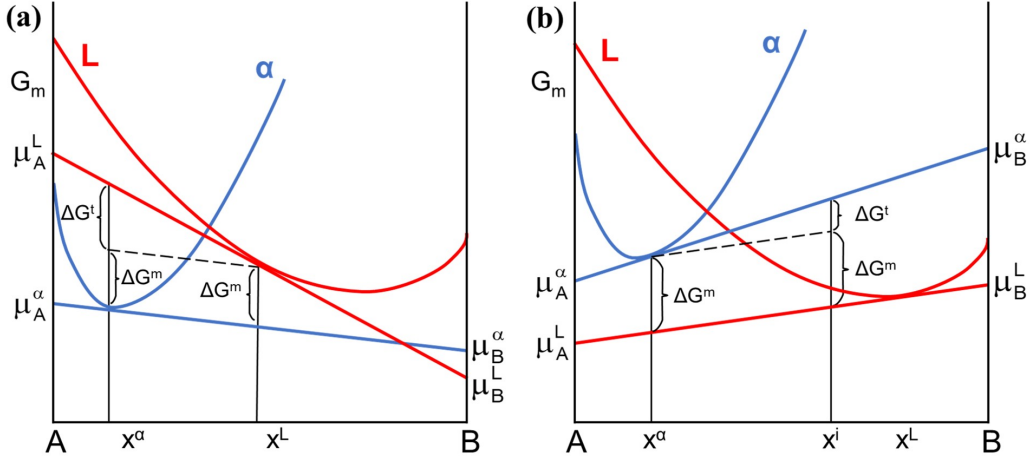 (a)
L
α
G_m
μ_A^L
ΔG^t
ΔG^m
ΔG^m
μ_A^α
μ_B^α
μ_B^L
A
x^α
x^L
B
(b)
L
α
G_m
μ_B^α
ΔG^t
μ_A^α
ΔG^m
ΔG^m
μ_B^L
μ_A^L
A
x^α
x^i
x^L
B